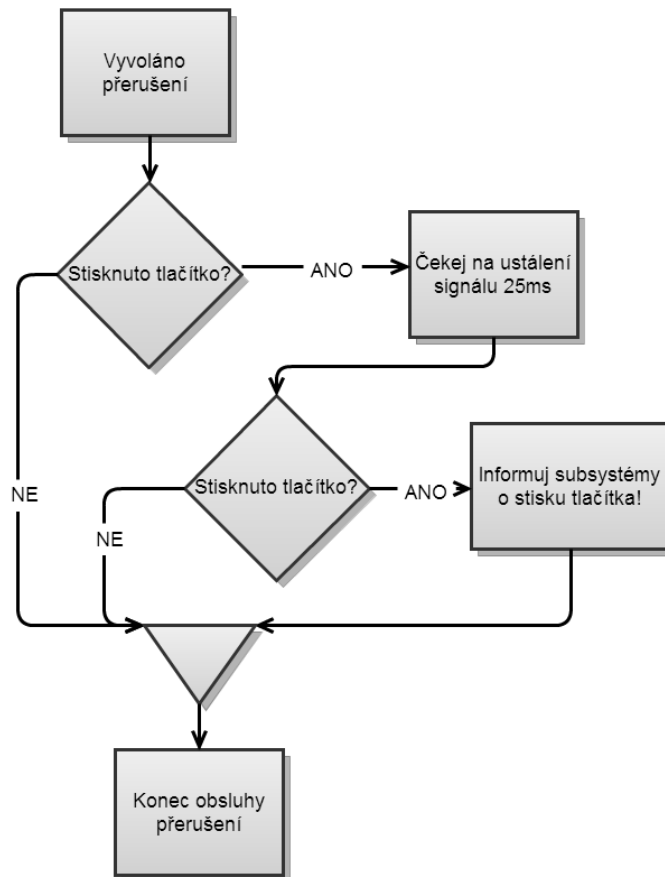 Vyvoláno
přerušení
Stisknuto tlačítko?
ANO
Čekej na ustálení
signálu 25ms
Stisknuto tlačítko?
ANO
Informuj subsystémy
o stisku tlačítka!
NE
NE
Konec obsluhy
přerušení